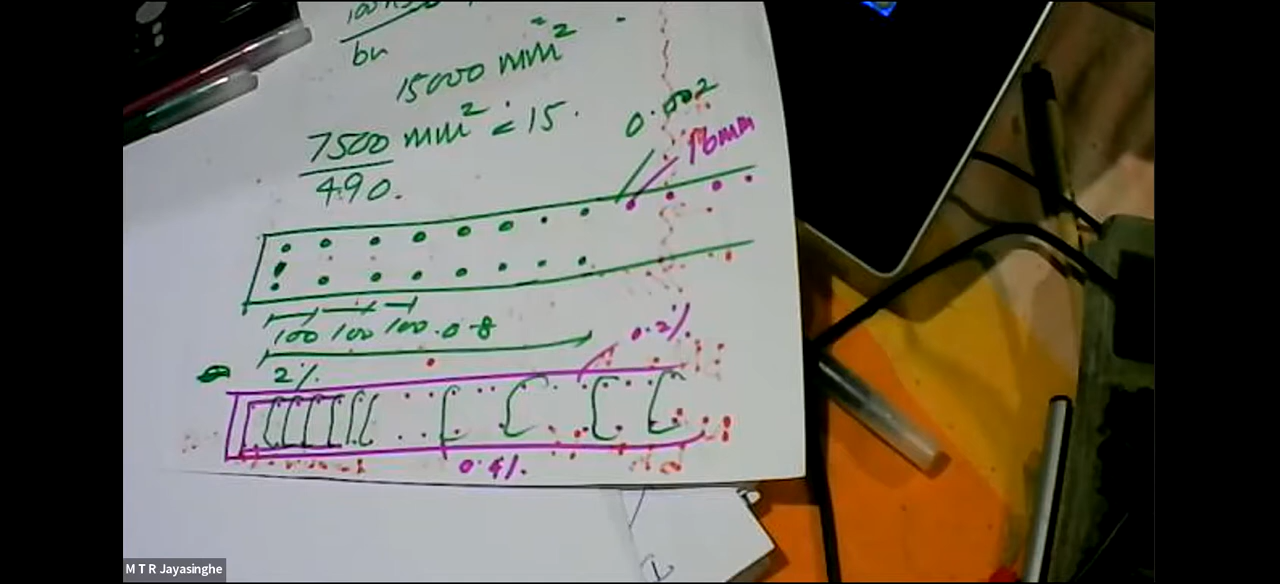 bh
15000 mm²
7500 mm² = 15.
490.
0.002
16mm
100 100 100 . 0.8
2%.
0.2%.
0.4%.
M T R Jayasinghe